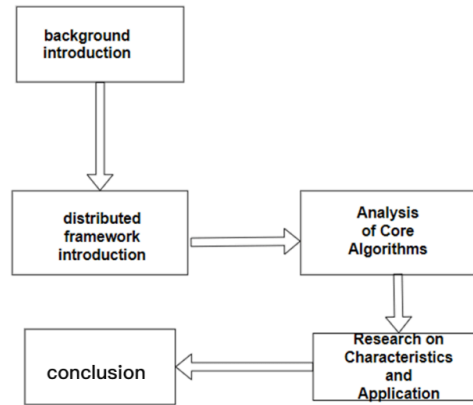 background
introduction
distributed
framework
introduction
Analysis
of Core
Algorithms
Research on
Characteristics
and
Application
conclusion